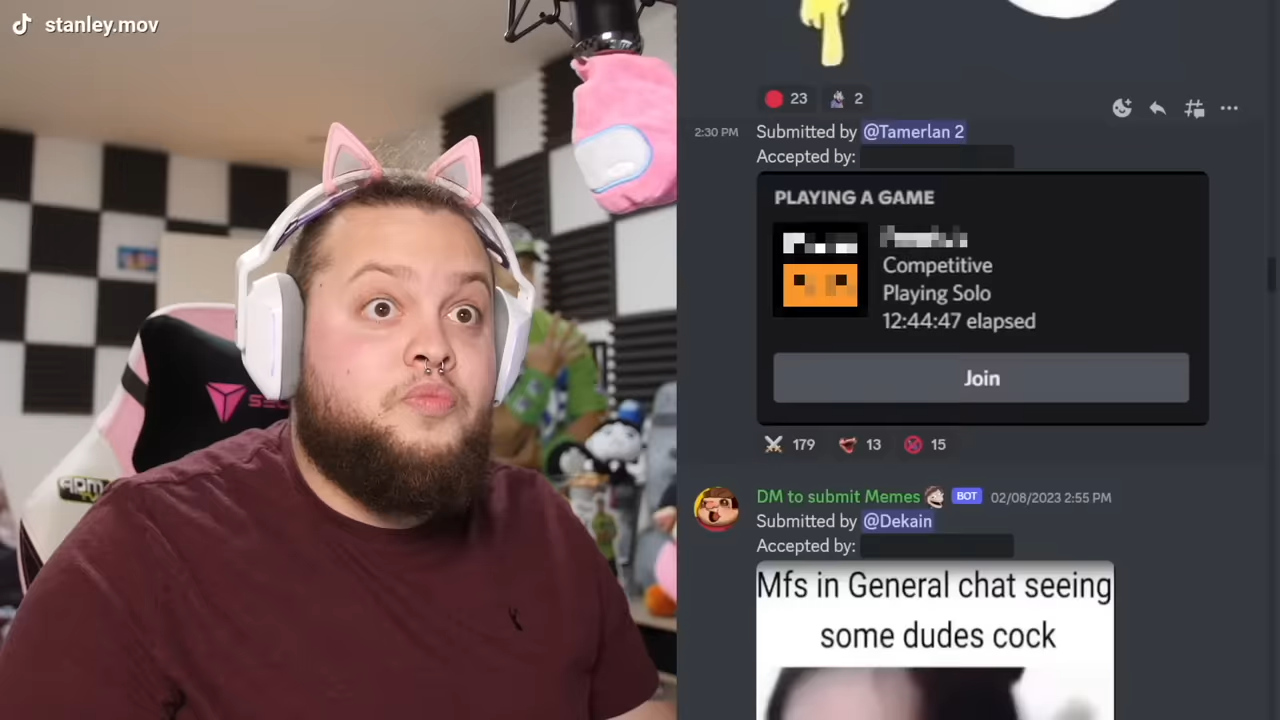 stanley.mov
23
2
2:30 PM
Submitted by @Tamerlan 2
Accepted by:
PLAYING A GAME
Competitive
Playing Solo
12:44:47 elapsed
Join
179
13
15
DM to submit Memes BOT 02/08/2023 2:55 PM
Submitted by @Dekain
Accepted by:
Mfs in General chat seeing
some dudes cock